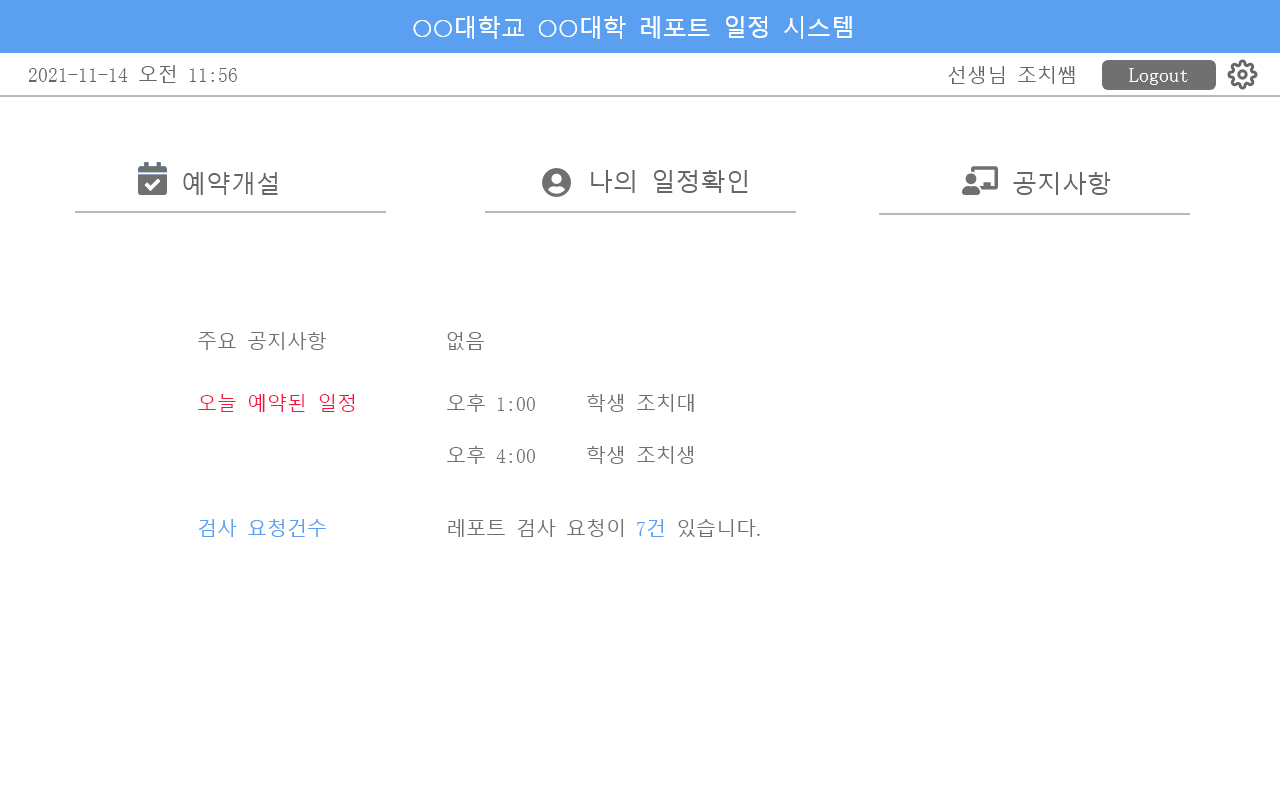 ○○대학교 ○○대학 레포트 일정 시스템
2021-11-14 오전 11:56
선생님 조치쌤
Logout
예약개설
나의 일정확인
공지사항
주요 공지사항 없음
오늘 예약된 일정 오후 1:00 학생 조치대
오후 4:00 학생 조치생
검사 요청건수 레포트 검사 요청이 7건 있습니다.